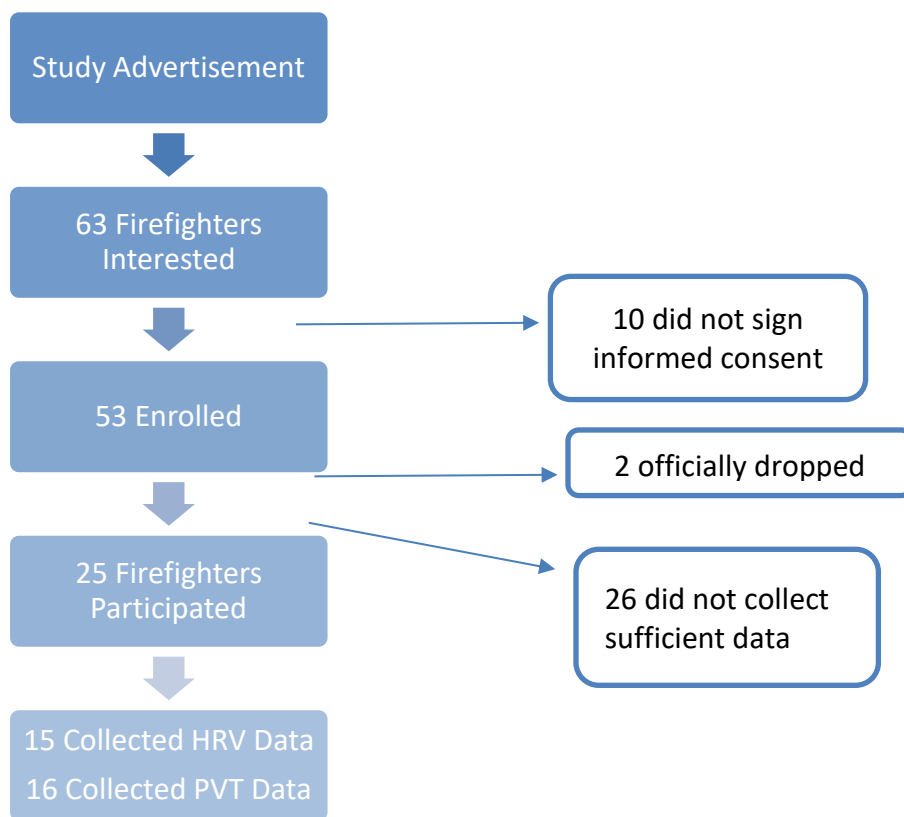 Study Advertisement
63 Firefighters
Interested
10 did not sign
informed consent
53 Enrolled
2 officially dropped
25 Firefighters
Participated
26 did not collect
sufficient data
15 Collected HRV Data
16 Collected PVT Data